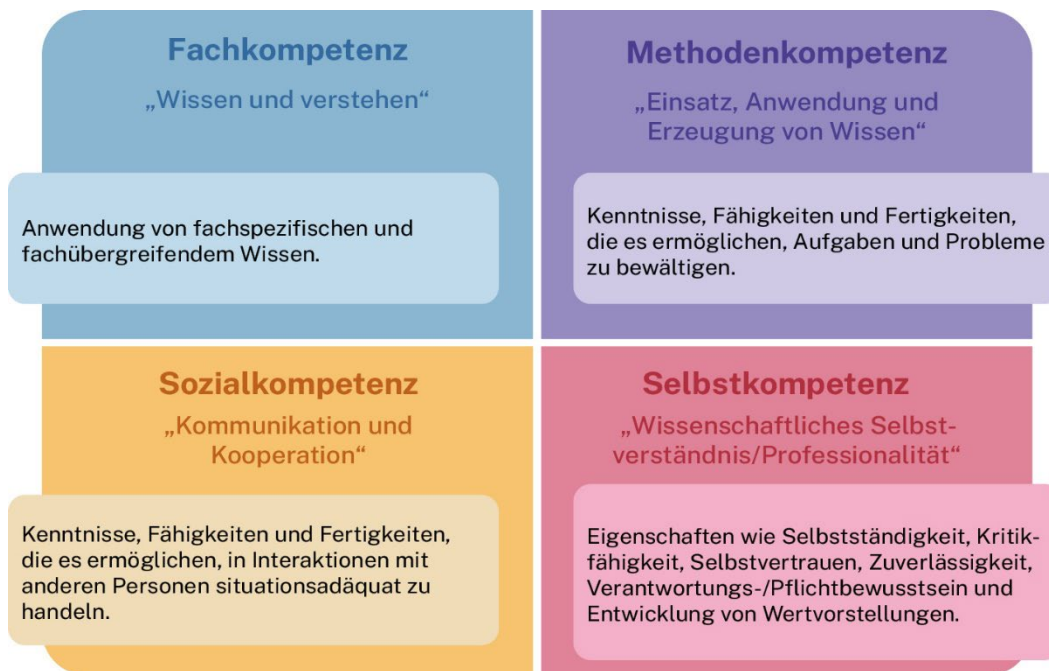 Fachkompetenz
„Wissen und verstehen“
Anwendung von fachspezifischen und
fachübergreifendem Wissen.
Methodenkompetenz
„Einsatz, Anwendung und
Erzeugung von Wissen“
Kenntnisse, Fähigkeiten und Fertigkeiten,
die es ermöglichen, Aufgaben und Probleme
zu bewältigen.
Sozialkompetenz
„Kommunikation und
Kooperation“
Kenntnisse, Fähigkeiten und Fertigkeiten,
die es ermöglichen, in Interaktionen mit
anderen Personen situationsadäquat zu
handeln.
Selbstkompetenz
„Wissenschaftliches Selbst-
verständnis/Professionalität“
Eigenschaften wie Selbstständigkeit, Kritik-
fähigkeit, Selbstvertrauen, Zuverlässigkeit,
Verantwortungs-/Pflichtbewusstsein und
Entwicklung von Wertvorstellungen.